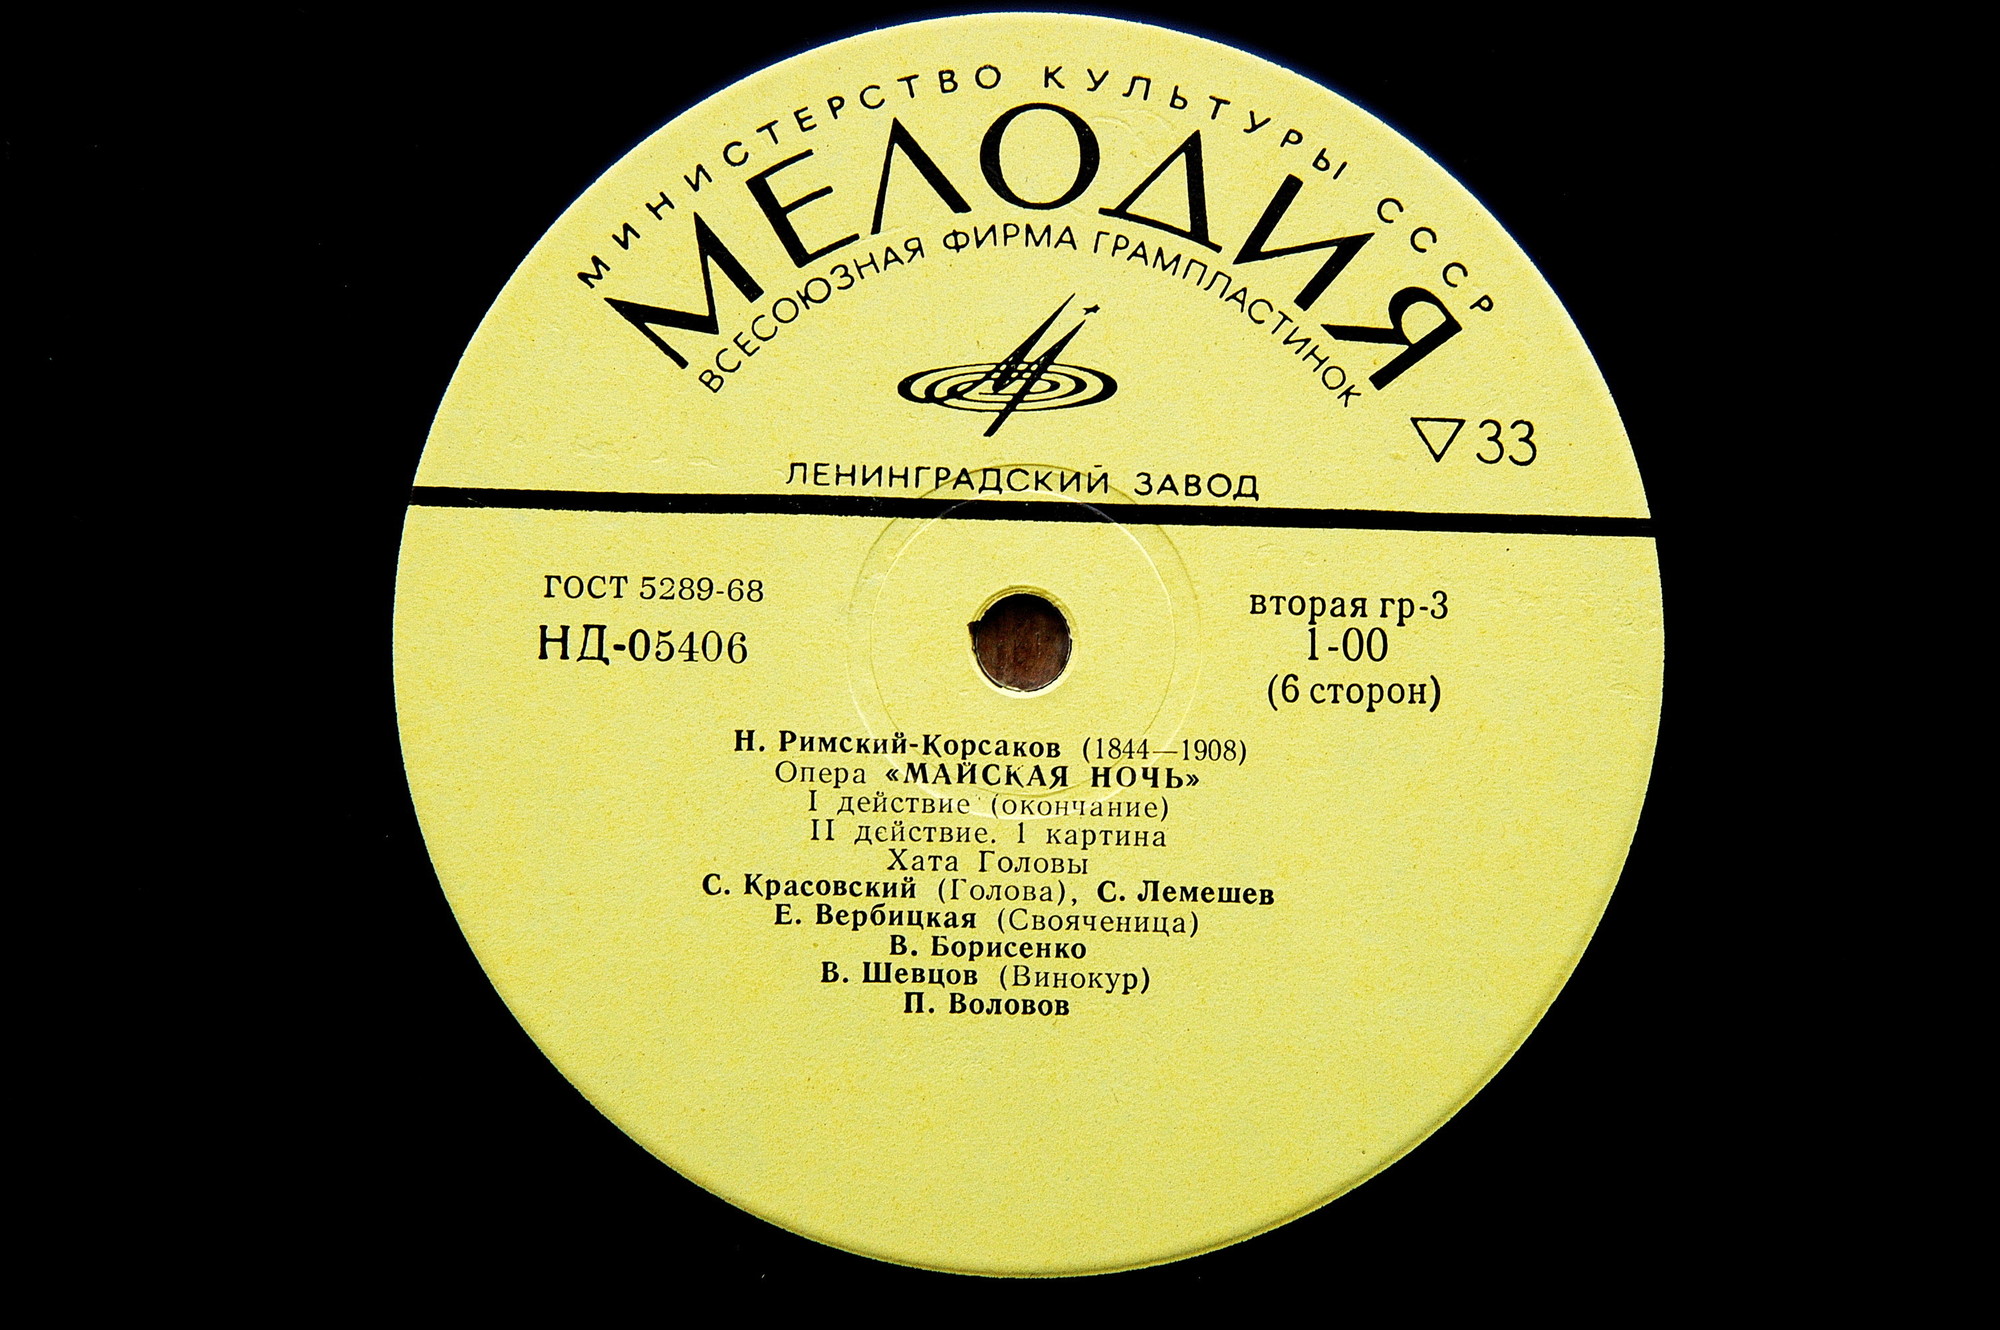 МИНИСТЕРСТВО КУЛЬТУРЫ СССР
МЕЛОДИЯ
ВСЕСОЮЗНАЯ ФИРМА ГРАМПЛАСТИНОК
▽33
ЛЕНИНГРАДСКИЙ ЗАВОД
ГОСТ 5289-68
НД-05406
вторая гр-3
1-00
(6 сторон)
Н. Римский-Корсаков (1844—1908)
Опера «МАЙСКАЯ НОЧЬ»
I действие (окончание)
II действие. 1 картина
Хата Головы
С. Красовский (Голова), С. Лемешев
Е. Вербицкая (Свояченица)
В. Борисенко
В. Шевцов (Винокур)
П. Воловов